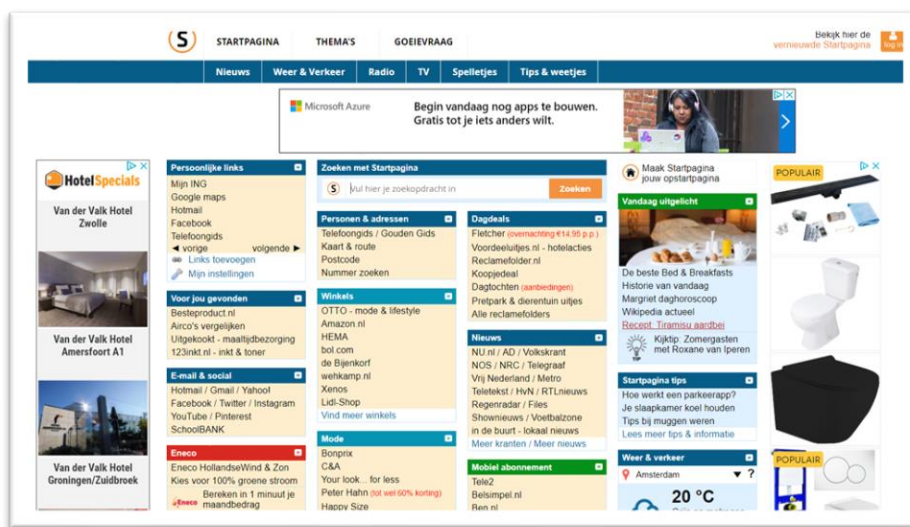 S
STARTPAGINA THEMA'S GOEIEVRAAG
Bekijk hier de
vernieuwde Startpagina
log in
Nieuws Weer & Verkeer Radio TV Spelletjes Tips & weetjes
Microsoft Azure
Begin vandaag nog apps te bouwen.
Gratis tot je iets anders wilt.
HotelSpecials
Van der Valk Hotel
Zwolle
Van der Valk Hotel
Amersfoort A1
Van der Valk Hotel
Groningen/Zuidbroek
Persoonlijke links
Mijn ING
Google maps
Hotmail
Facebook
Telefoongids
vorige volgende
Links toevoegen
Mijn instellingen
Voor jou gevonden
Besteproduct.nl
Airco's vergelijken
Uitgekookt - maaltijdbezorging
123inkt.nl - inkt & toner
E-mail & social
Hotmail / Gmail / Yahoo!
Facebook / Twitter / Instagram
YouTube / Pinterest
SchoolBANK
Eneco
Eneco HollandseWind & Zon
Kies voor 100% groene stroom
Eneco
Bereken in 1 minuut je
maandbedrag
Zoeken met Startpagina
S Vul hier je zoekopdracht in Zoeken
Personen & adressen
Telefoongids / Gouden Gids
Kaart & route
Postcode
Nummer zoeken
Winkels
OTTO - mode & lifestyle
Amazon.nl
HEMA
bol.com
de Bijenkorf
wehkamp.nl
Xenos
Lidl-Shop
Vind meer winkels
Mode
Bonprix
C&A
Your look... for less
Peter Hahn (tot wel 60% korting)
Happy Size
Dagdeals
Fletcher (overnachting €14,95 p.p.)
Voordeeluitjes.nl - hotelacties
Reclamefolder.nl
Koopjedeal
Dagtochten (aanbiedingen)
Pretpark & dierentuin uitjes
Alle reclamefolders
Nieuws
NU.nl / AD / Volkskrant
NOS / NRC / Telegraaf
Vrij Nederland / Metro
Teletekst / HvN / RTLnieuws
Regenradar / Files
Shownieuws / Voetbalzone
in de buurt - lokaal nieuws
Meer kranten / Meer nieuws
Mobiel abonnement
Tele2
Belsimpel.nl
Ben.nl
Maak Startpagina
jouw opstartpagina
Vandaag uitgelicht
De beste Bed & Breakfasts
Historie van vandaag
Margriet daghoroscoop
Wikipedia actueel
Recept: Tiramisu aardbei
TIP
Kijktip: Zomergasten
met Roxane van Iperen
Startpagina tips
Hoe werkt een parkeerapp?
Je slaapkamer koel houden
Tips bij muggen weren
Lees meer tips & informatie
Weer & verkeer
Amsterdam ?
20 °C
POPULAIR
POPULAIR